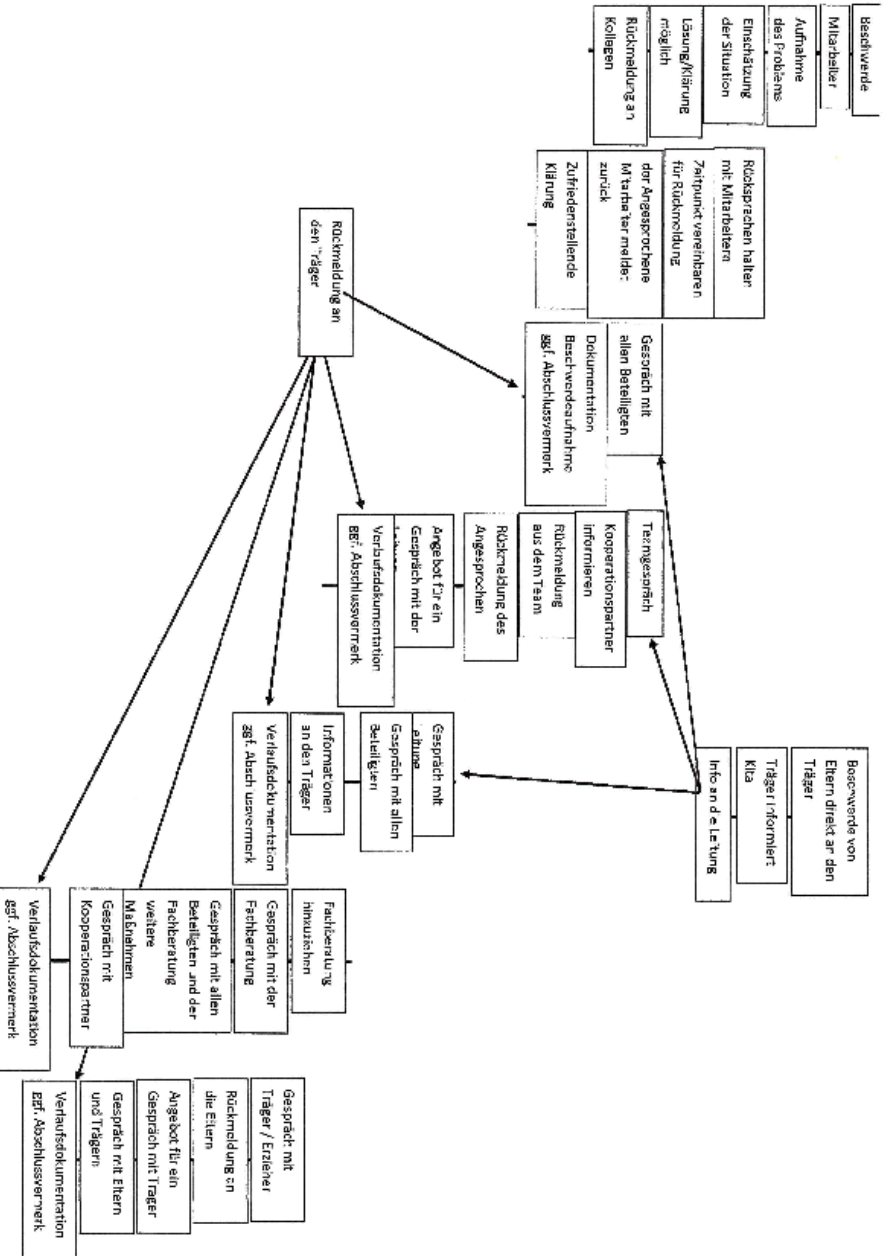 Beschwerde
Mitarbeiter
Aufnahme
des Problems
Einschätzung
der Situation
Lösung/Klärung
möglich
Rückmeldung an
Kollegen
Rücksprachen halten
mit Mitarbeitern
Zeitpunkt vereinbaren
für Rückmeldung
der Angesprochene
Mitarbeiter meldet
zurück
Zufriedenstellende
Klärung
Gespräch mit
allen Beteiligten
Dokumentation
Beschwerdeaufnahme
ggf. Abschlussvermerk
Rückmeldung an
den Träger
Teamgespräch
Kooperationspartner
informieren
Rückmeldung
aus dem Team
Rückmeldung des
Angesprochen
Angebot für ein
Gespräch mit der
Verlaufsdokumentation
ggf. Abschlussvermerk
Beschwerde von
Eltern direkt an den
Träger
Träger informiert
Kita
Info an die Leitung
Gespräch mit
Leitung
Gespräch mit allen
Beteiligten
Informationen
an den Träger
Verlaufsdokumentation
ggf. Abschlussvermerk
Fachberatung
hinzuziehen
Gespräch mit der
Fachberatung
Gespräch mit allen
Beteiligten und der
Fachberatung
weitere
Maßnahmen
Gespräch mit
Kooperationspartner
Verlaufsdokumentation
ggf. Abschlussvermerk
Gespräch mit
Träger / Erzieher
Rückmeldung an
die Eltern
Angebot für ein
Gespräch mit Träger
Gespräch mit Eltern
und Trägern
Verlaufsdokumentation
ggf. Abschlussvermerk